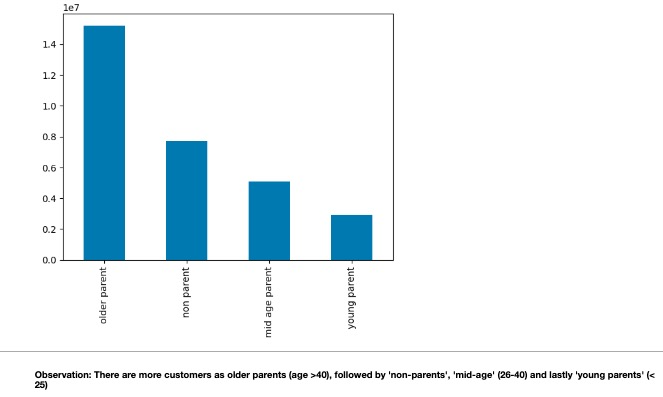 1e7
1.4
1.2
1.0
0.8
0.6
0.4
0.2
0.0
older parent
non parent
mid age parent
young parent
Observation: There are more customers as older parents (age >40), followed by 'non-parents', 'mid-age' (26-40) and lastly 'young parents' (<
25)